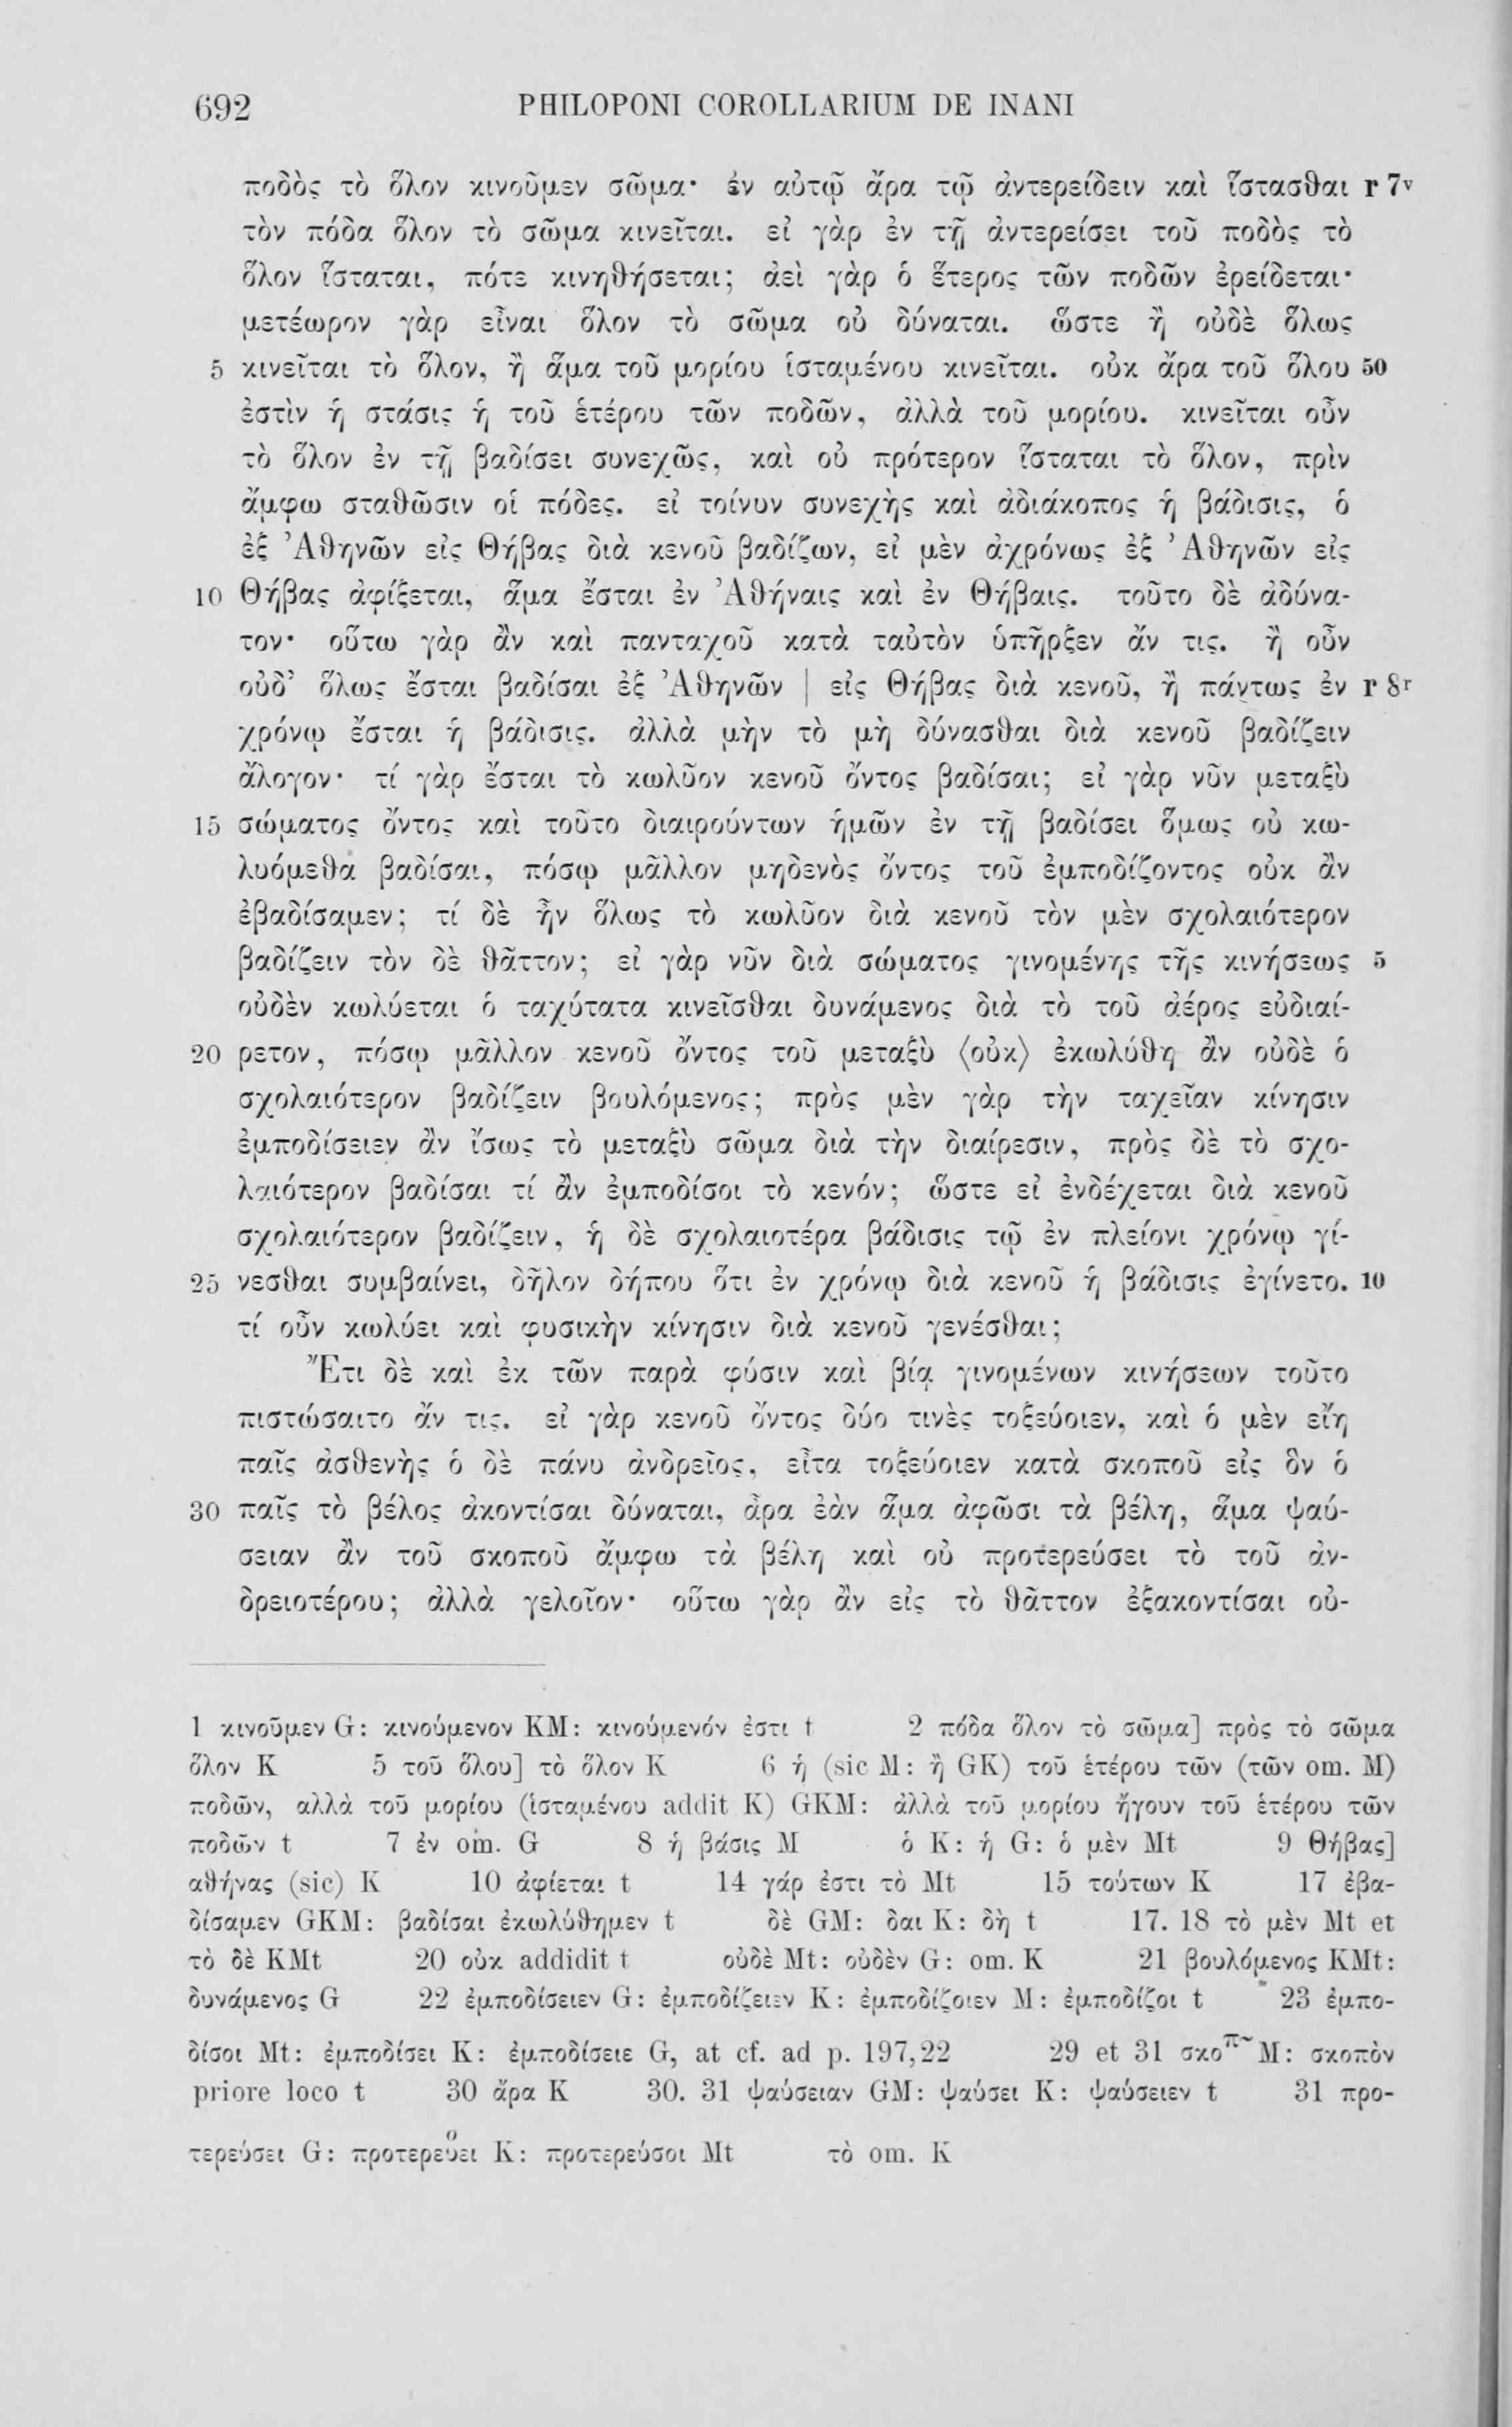 692 PHILOPONI COROLLARIUM DE INANI
ποδὸς τὸ ὅλον κινοῦμεν σῶμα· ἐν αὐτῷ ἄρα τῷ ἀντερείδειν καὶ ἵστασθαι r 7v
τὸν πόδα ὅλον τὸ σῶμα κινεῖται. εἰ γὰρ ἐν τῇ ἀντερείσει τοῦ ποδὸς τὸ
ὅλον ἵσταται, πότε κινηθήσεται; ἀεὶ γὰρ ὁ ἕτερος τῶν ποδῶν ἐρείδεται·
μετέωρον γὰρ εἶναι ὅλον τὸ σῶμα οὐ δύναται. ὥστε ἢ οὐδὲ ὅλως
5 κινεῖται τὸ ὅλον, ἢ ἅμα τοῦ μορίου ἱσταμένου κινεῖται. οὐκ ἄρα τοῦ ὅλου 50
ἐστὶν ἡ στάσις ἡ τοῦ ἑτέρου τῶν ποδῶν, ἀλλὰ τοῦ μορίου. κινεῖται οὖν
τὸ ὅλον ἐν τῇ βαδίσει συνεχῶς, καὶ οὐ πρότερον ἵσταται τὸ ὅλον, πρὶν
ἄμφω σταθῶσιν οἱ πόδες. εἰ τοίνυν συνεχὴς καὶ ἀδιάκοπος ἡ βάδισις, ὁ
ἐξ Ἀθηνῶν εἰς Θήβας διὰ κενοῦ βαδίζων, εἰ μὲν ἀχρόνως ἐξ Ἀθηνῶν εἰς
10 Θήβας ἀφίξεται, ἅμα ἔσται ἐν Ἀθήναις καὶ ἐν Θήβαις. τοῦτο δὲ ἀδύνα-
τον· οὕτω γὰρ ἂν καὶ πανταχοῦ κατὰ ταὐτὸν ὑπῆρξεν ἄν τις. ἢ οὖν
οὐδ’ ὅλως ἔσται βαδίσαι ἐξ Ἀθηνῶν | εἰς Θήβας διὰ κενοῦ, ἢ πάντως ἐν r 8r
χρόνῳ ἔσται ἡ βάδισις. ἀλλὰ μὴν τὸ μὴ δύνασθαι διὰ κενοῦ βαδίζειν
ἄλογον· τί γὰρ ἔσται τὸ κωλῦον κενοῦ ὄντος βαδίσαι; εἰ γὰρ νῦν μεταξὺ
15 σώματος ὄντος καὶ τοῦτο διαιρούντων ἡμῶν ἐν τῇ βαδίσει ὅμως οὐ κω-
λυόμεθα βαδίσαι, πόσῳ μᾶλλον μηδενὸς ὄντος τοῦ ἐμποδίζοντος οὐκ ἂν
ἐβαδίσαμεν; τί δὲ ἦν ὅλως τὸ κωλῦον διὰ κενοῦ τὸν μὲν σχολαιότερον
βαδίζειν τὸν δὲ θᾶττον; εἰ γὰρ νῦν διὰ σώματος γινομένης τῆς κινήσεως 5
οὐδὲν κωλύεται ὁ ταχύτατα κινεῖσθαι δυνάμενος διὰ τὸ τοῦ ἀέρος εὐδιαί-
20 ρετον, πόσῳ μᾶλλον κενοῦ ὄντος τοῦ μεταξὺ ⟨οὐκ⟩ ἐκωλύθη ἂν οὐδὲ ὁ
σχολαιότερον βαδίζειν βουλόμενος; πρὸς μὲν γὰρ τὴν ταχεῖαν κίνησιν
ἐμποδίσειεν ἂν ἴσως τὸ μεταξὺ σῶμα διὰ τὴν διαίρεσιν, πρὸς δὲ τὸ σχο-
λαιότερον βαδίσαι τί ἂν ἐμποδίσοι τὸ κενόν; ὥστε εἰ ἐνδέχεται διὰ κενοῦ
σχολαιότερον βαδίζειν, ἡ δὲ σχολαιοτέρα βάδισις τῷ ἐν πλείονι χρόνῳ γί-
25 νεσθαι συμβαίνει, δῆλον δήπου ὅτι ἐν χρόνῳ διὰ κενοῦ ἡ βάδισις ἐγίνετο. 10
τί οὖν κωλύει καὶ φυσικὴν κίνησιν διὰ κενοῦ γενέσθαι;
Ἔτι δὲ καὶ ἐκ τῶν παρὰ φύσιν καὶ βίᾳ γινομένων κινήσεων τοῦτο
πιστώσαιτο ἄν τις. εἰ γὰρ κενοῦ ὄντος δύο τινὲς τοξεύοιεν, καὶ ὁ μὲν εἴη
παῖς ἀσθενὴς ὁ δὲ πάνυ ἀνδρεῖος, εἶτα τοξεύοιεν κατὰ σκοποῦ εἰς ὃν ὁ
30 παῖς τὸ βέλος ἀκοντίσαι δύναται, ἆρα ἐὰν ἅμα ἀφῶσι τὰ βέλη, ἅμα ψαύ-
σειαν ἂν τοῦ σκοποῦ ἄμφω τὰ βέλη καὶ οὐ προτερεύσει τὸ τοῦ ἀν-
δρειοτέρου; ἀλλὰ γελοῖον· οὕτω γὰρ ἂν εἰς τὸ θᾶττον ἐξακοντίσαι οὐ-
1 κινοῦμεν G: κινούμενον KM: κινούμενόν ἐστι t 2 πόδα ὅλον τὸ σῶμα] πρὸς τὸ σῶμα
ὅλον K 5 τοῦ ὅλου] τὸ ὅλον K 6 ἡ (sic M: ἢ GK) τοῦ ἑτέρου τῶν (τῶν om. M)
ποδῶν, αλλὰ τοῦ μορίου (ἱσταμένου addit K) GKM: ἀλλὰ τοῦ μορίου ἤγουν τοῦ ἑτέρου τῶν
ποδῶν t 7 ἐν om. G 8 ἡ βάσις M ὁ K: ἡ G: ὁ μὲν Mt 9 Θήβας]
αθήνας (sic) K 10 ἀφίεται t 14 γάρ ἐστι τὸ Mt 15 τούτων K 17 ἐβα-
δίσαμεν GKM: βαδίσαι ἐκωλύθημεν t δὲ GM: δαι K: δὴ t 17. 18 τὸ μὲν Mt et
τὸ δὲ KMt 20 οὐκ addidit t οὐδὲ Mt: οὐδὲν G: om. K 21 βουλόμενος KMt:
δυνάμενος G 22 ἐμποδίσειεν G: ἐμποδίζειεν K: ἐμποδίζοιεν M: ἐμποδίζοι t 23 ἐμπο-
δίσοι Mt: ἐμποδίσει K: ἐμποδίσειε G, at cf. ad p. 197,22 29 et 31 σκοπ~ M: σκοπὸν
priore loco t 30 ἄρα K 30. 31 ψαύσειαν GM: ψαύσει K: ψαύσειεν t 31 προ-
τερεύσει G: προτερεύει K: προτερεύσοι Mt τὸ om. K